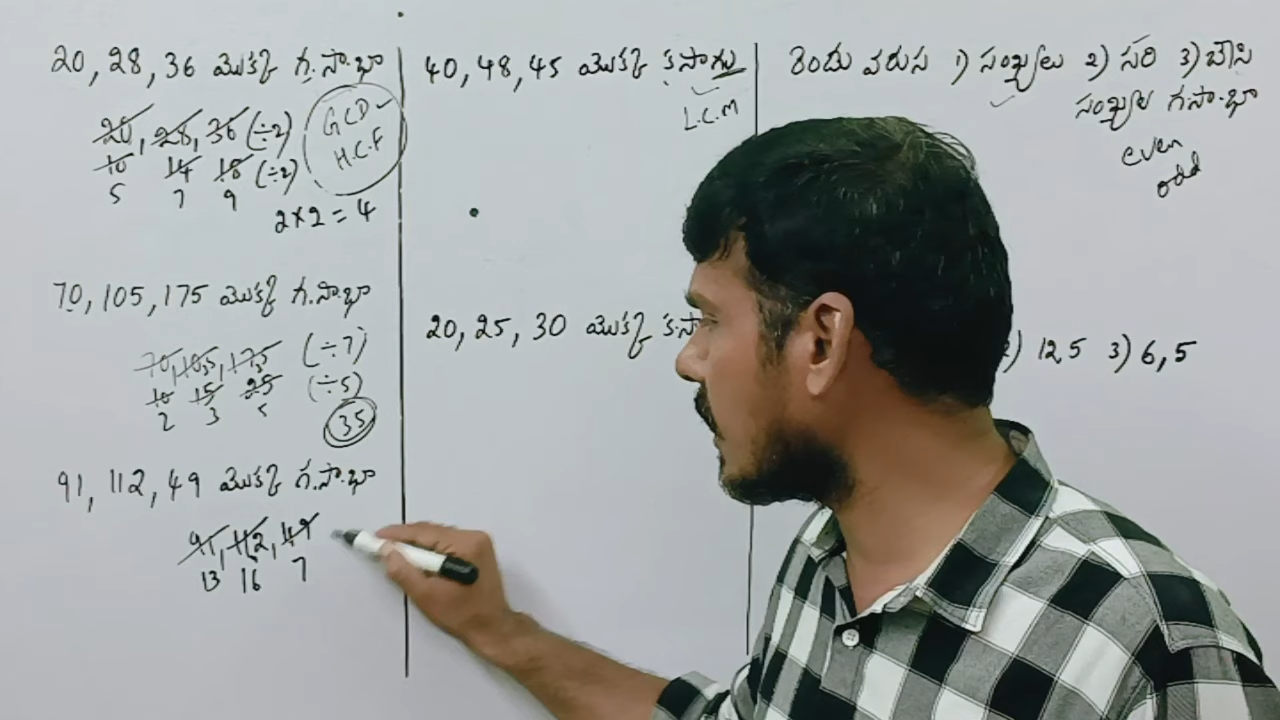 20, 28, 36 మొక్క గ.సా.భా
20, 28, 36 (÷2)
10 14 18 (÷2)
5 7 9
2×2 = 4
GCD
H.C.F
70, 105, 175 మొక్క గ.సా.భా
70, 105, 175 (÷7)
10 15 25 (÷5)
2 3 5
35
91, 112, 49 మొక్క గ.సా.భా
91, 112, 49
13 16 7
40, 48, 45 మొక్క కసాగు
L.C.M
20, 25, 30 మొక్క క.సా
రెండు వరుస 1) సంఖ్యలు 2) సరి 3) బేసి
సంఖ్యల గసా.భా
even
odd
2) 12,5 3) 6, 5